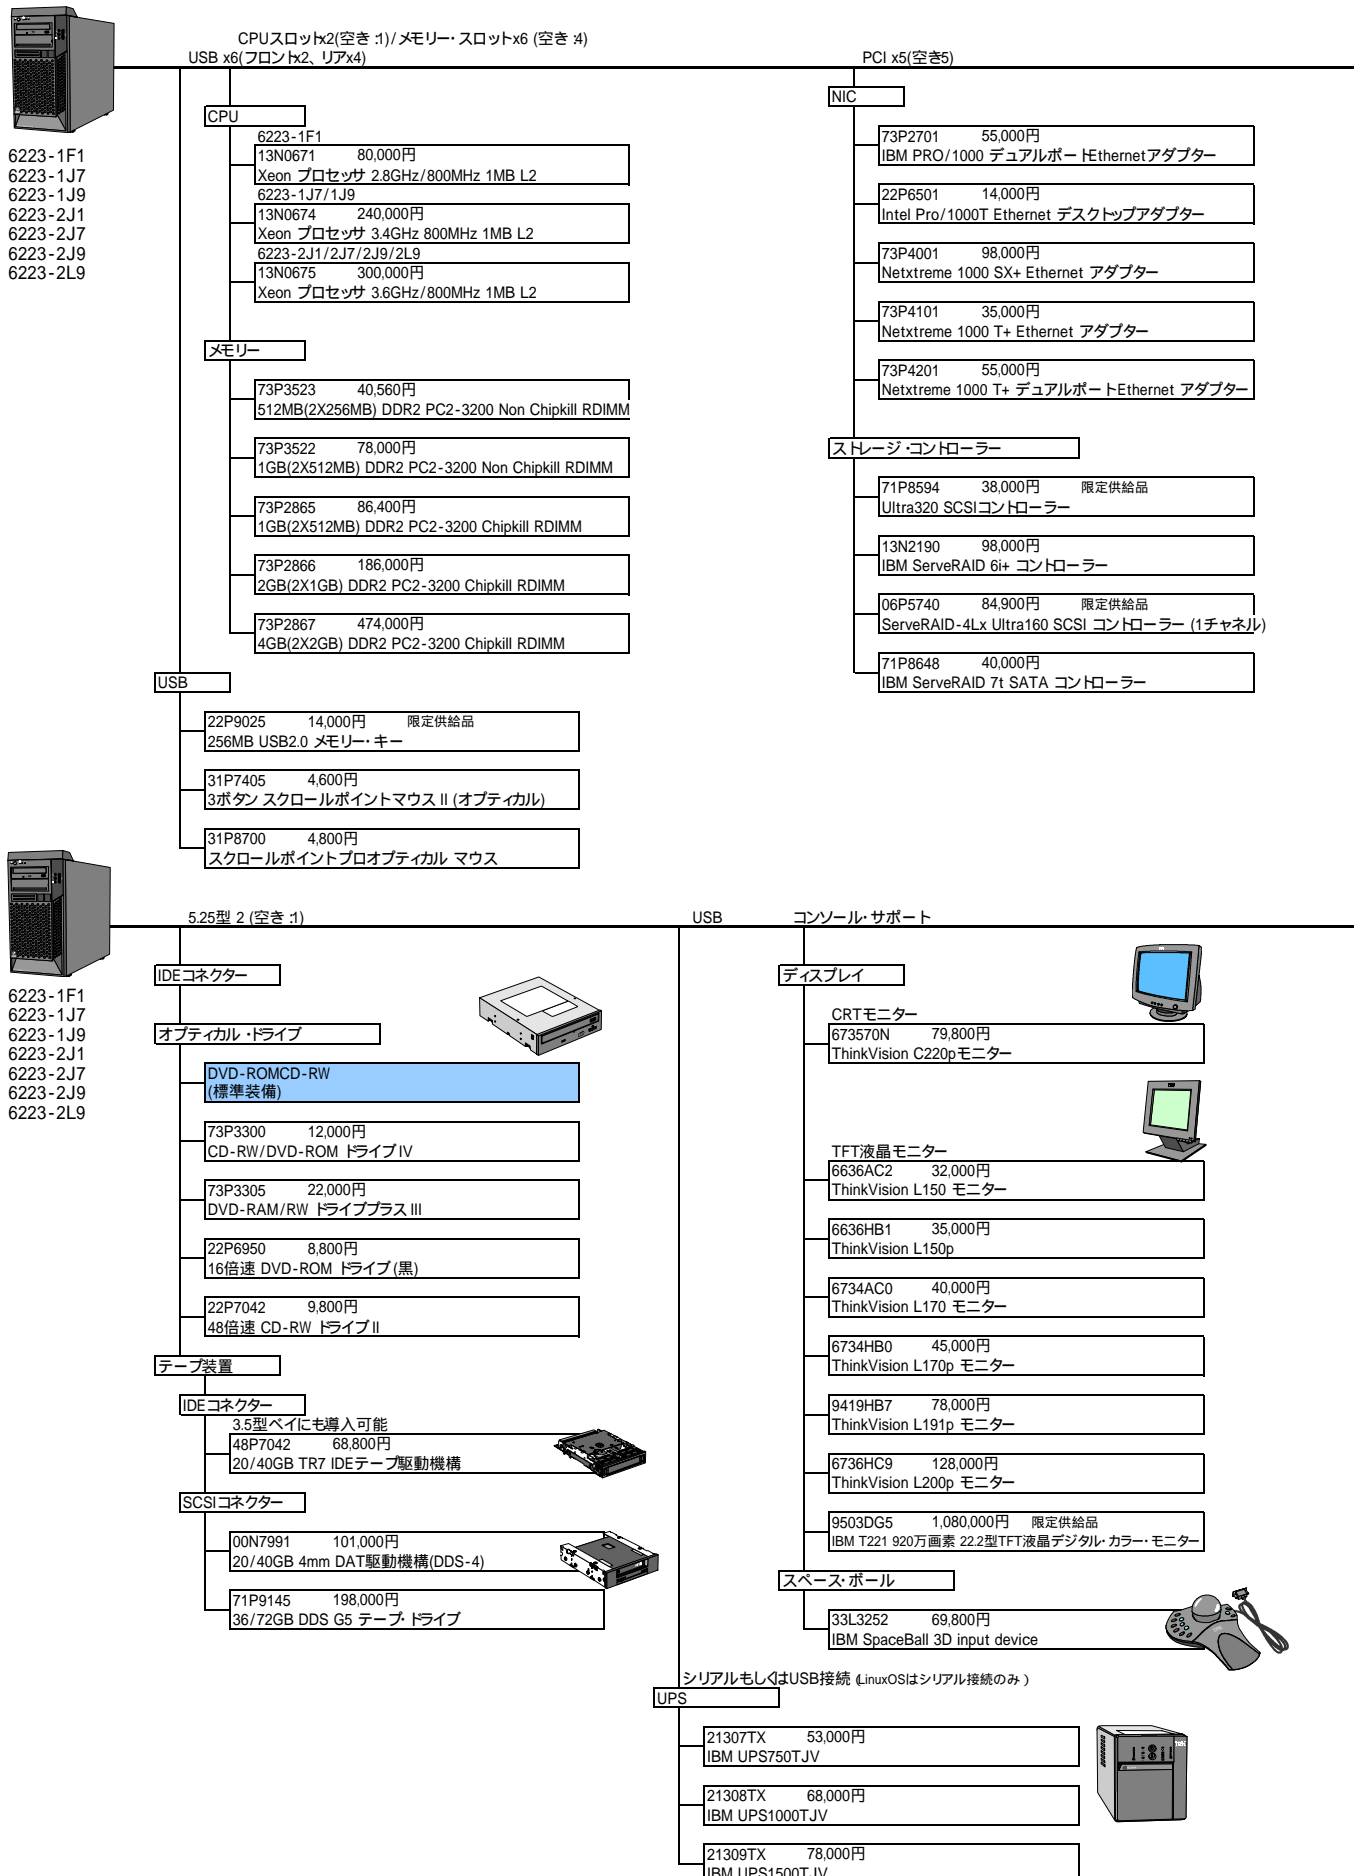 CPUスロットx2(空き:1)/メモリー・スロットx6 (空き:4)
USB x6(フロントx2、リアx4)
PCI x5(空き5)
6223-1F1
6223-1J7
6223-1J9
6223-2J1
6223-2J7
6223-2J9
6223-2L9
CPU
6223-1F1
13N0671 80,000円
Xeon プロセッサ 2.8GHz/800MHz 1MB L2
6223-1J7/1J9
13N0674 240,000円
Xeon プロセッサ 3.4GHz 800MHz 1MB L2
6223-2J1/2J7/2J9/2L9
13N0675 300,000円
Xeon プロセッサ 3.6GHz/800MHz 1MB L2
メモリー
73P3523 40,560円
512MB(2X256MB) DDR2 PC2-3200 Non Chipkill RDIMM
73P3522 78,000円
1GB(2X512MB) DDR2 PC2-3200 Non Chipkill RDIMM
73P2865 86,400円
1GB(2X512MB) DDR2 PC2-3200 Chipkill RDIMM
73P2866 186,000円
2GB(2X1GB) DDR2 PC2-3200 Chipkill RDIMM
73P2867 474,000円
4GB(2X2GB) DDR2 PC2-3200 Chipkill RDIMM
USB
22P9025 14,000円 限定供給品
256MB USB2.0 メモリー・キー
31P7405 4,600円
3ボタン スクロールポイントマウス II (オプティカル)
31P8700 4,800円
スクロールポイントプロオプティカル マウス
NIC
73P2701 55,000円
IBM PRO/1000 デュアルポートEthernetアダプター
22P6501 14,000円
Intel Pro/1000T Ethernet デスクトップアダプター
73P4001 98,000円
Netxtreme 1000 SX+ Ethernet アダプター
73P4101 35,000円
Netxtreme 1000 T+ Ethernet アダプター
73P4201 55,000円
Netxtreme 1000 T+ デュアルポートEthernet アダプター
ストレージ・コントローラー
71P8594 38,000円 限定供給品
Ultra320 SCSIコントローラー
13N2190 98,000円
IBM ServeRAID 6i+ コントローラー
06P5740 84,900円 限定供給品
ServeRAID-4Lx Ultra160 SCSI コントローラー (1チャネル)
71P8648 40,000円
IBM ServeRAID 7t SATA コントローラー
5.25型 2 (空き:1)
USB
コンソール・サポート
6223-1F1
6223-1J7
6223-1J9
6223-2J1
6223-2J7
6223-2J9
6223-2L9
IDEコネクター
オプティカル・ドライブ
DVD-ROMCD-RW
(標準装備)
73P3300 12,000円
CD-RW/DVD-ROM ドライブIV
73P3305 22,000円
DVD-RAM/RW ドライブプラス III
22P6950 8,800円
16倍速 DVD-ROM ドライブ(黒)
22P7042 9,800円
48倍速 CD-RW ドライブ II
テープ装置
IDEコネクター
3.5型ベイにも導入可能
48P7042 68,800円
20/40GB TR7 IDEテープ駆動機構
SCSIコネクター
00N7991 101,000円
20/40GB 4mm DAT駆動機構(DDS-4)
71P9145 198,000円
36/72GB DDS G5 テープ・ドライブ
ディスプレイ
CRTモニター
673570N 79,800円
ThinkVision C220pモニター
TFT液晶モニター
6636AC2 32,000円
ThinkVision L150 モニター
6636HB1 35,000円
ThinkVision L150p
6734AC0 40,000円
ThinkVision L170 モニター
6734HB0 45,000円
ThinkVision L170p モニター
9419HB7 78,000円
ThinkVision L191p モニター
6736HC9 128,000円
ThinkVision L200p モニター
9503DG5 1,080,000円 限定供給品
IBM T221 920万画素 22.2型TFT液晶デジタル・カラー・モニター
スペース・ボール
33L3252 69,800円
IBM SpaceBall 3D input device
シリアルもしくはUSB接続 (LinuxOSはシリアル接続のみ)
UPS
21307TX 53,000円
IBM UPS750TJV
21308TX 68,000円
IBM UPS1000TJV
21309TX 78,000円
IBM UPS1500TJV